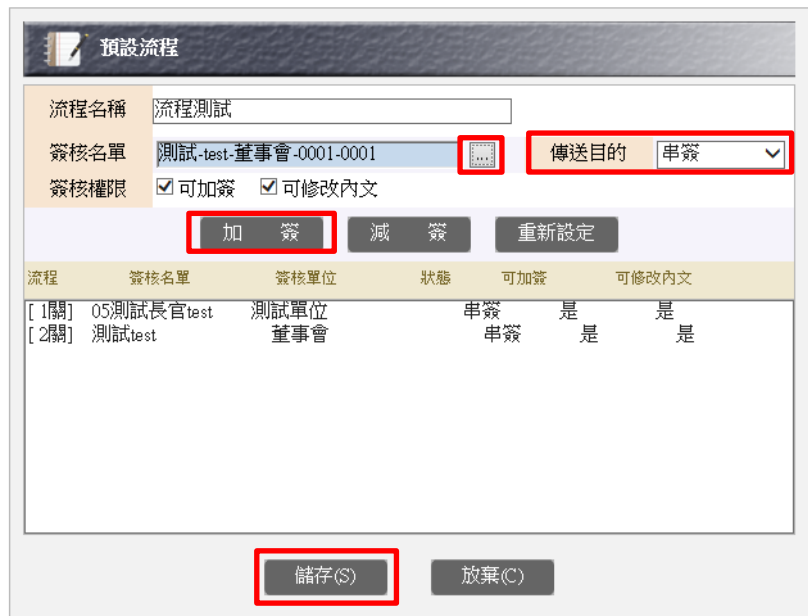 預設流程
流程名稱 流程測試
簽核名單 測試-test-董事會-0001-0001 ... 傳送目的 串簽
簽核權限 可加簽 可修改內文
加 簽 減 簽 重新設定
流程 簽核名單 簽核單位 狀態 可加簽 可修改內文
[ 1關] 05測試長官test 測試單位 串簽 是 是
[ 2關] 測試test 董事會 串簽 是 是
儲存(S) 放棄(C)